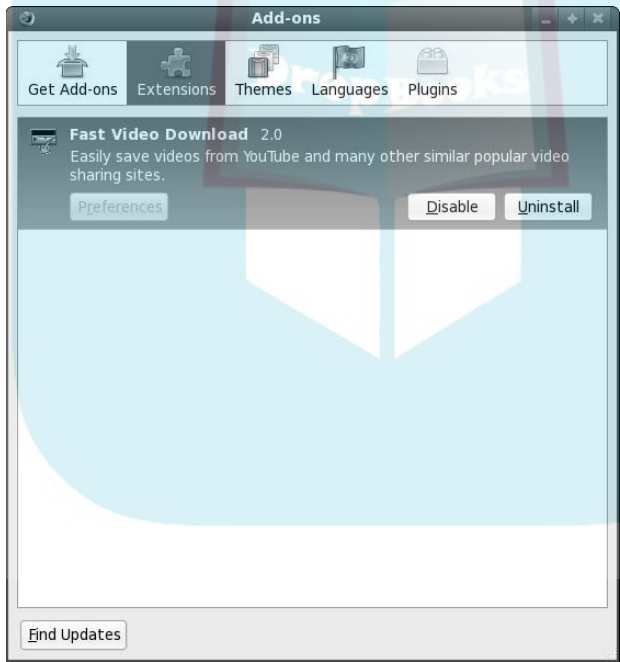 Add-ons
Get Add-ons Extensions Themes Languages Plugins
DropBooks
Fast Video Download 2.0
Easily save videos from YouTube and many other similar popular video
sharing sites.
Preferences Disable Uninstall
Find Updates